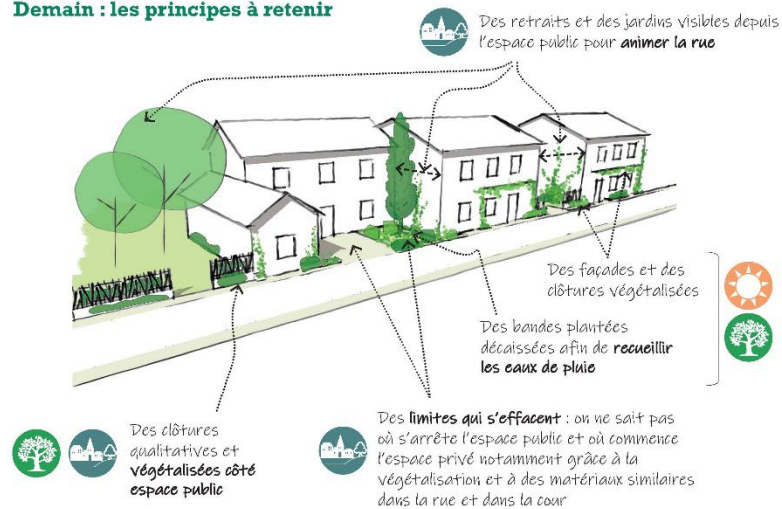 Demain : les principes à retenir
Des retraits et des jardins visibles depuis
l'espace public pour animer la rue
Des façades et des
clôtures végétalisées
Des bandes plantées
décaissées afin de recueillir
les eaux de pluie
Des clôtures
qualitatives et
végétalisées côté
espace public
Des limites qui s'effacent : on ne sait pas
où s'arrête l'espace public et où commence
l'espace privé notamment grâce à la
végétalisation et à des matériaux similaires
dans la rue et dans la cour